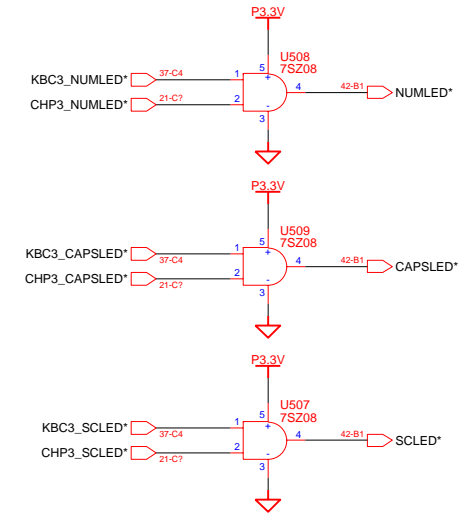 P3.3V
U508
7SZ08
KBC3_NUMLED* 37-C4 1 5 + 4 42-B1 NUMLED*
CHP3_NUMLED* 21-C? 2 - 3
P3.3V
U509
7SZ08
KBC3_CAPSLED* 37-C4 1 5 + 4 42-B1 CAPSLED*
CHP3_CAPSLED* 21-C? 2 - 3
P3.3V
U507
7SZ08
KBC3_SCLED* 37-C4 1 5 + 4 42-B1 SCLED*
CHP3_SCLED* 21-C? 2 - 3